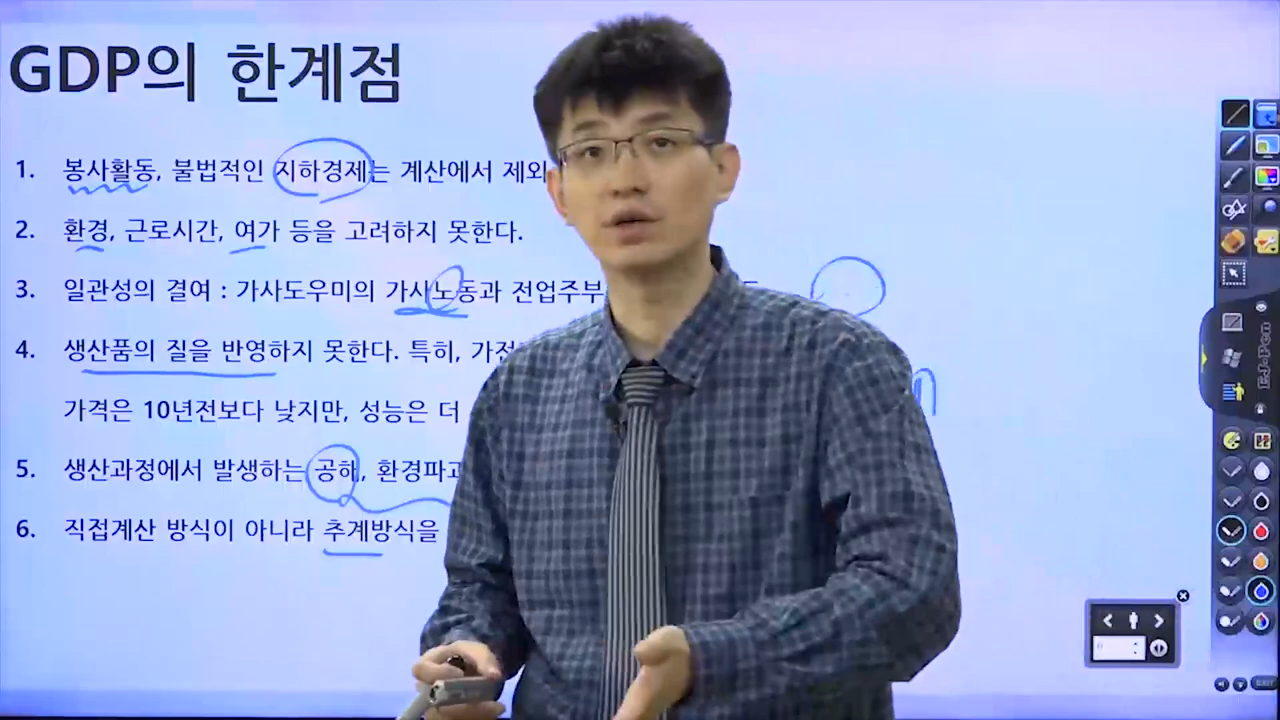 GDP의 한계점
1. 봉사활동, 불법적인 지하경제는 계산에서 제외
2. 환경, 근로시간, 여가 등을 고려하지 못한다.
3. 일관성의 결여 : 가사도우미의 가사노동과 전업주부
4. 생산품의 질을 반영하지 못한다. 특히,
가격은 10년전보다 낮지만, 성능은 더
5. 생산과정에서 발생하는 공해,
6. 직접계산 방식이 아니라 추계방식을